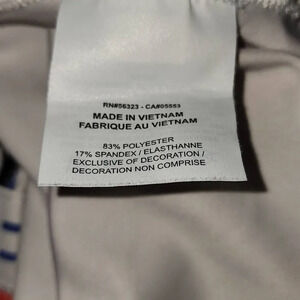 RN#56323 - CA#05553
MADE IN VIETNAM
FABRIQUE AU VIETNAM
83% POLYESTER
17% SPANDEX / ELASTHANNE
EXCLUSIVE OF DECORATION /
DECORATION NON COMPRISE